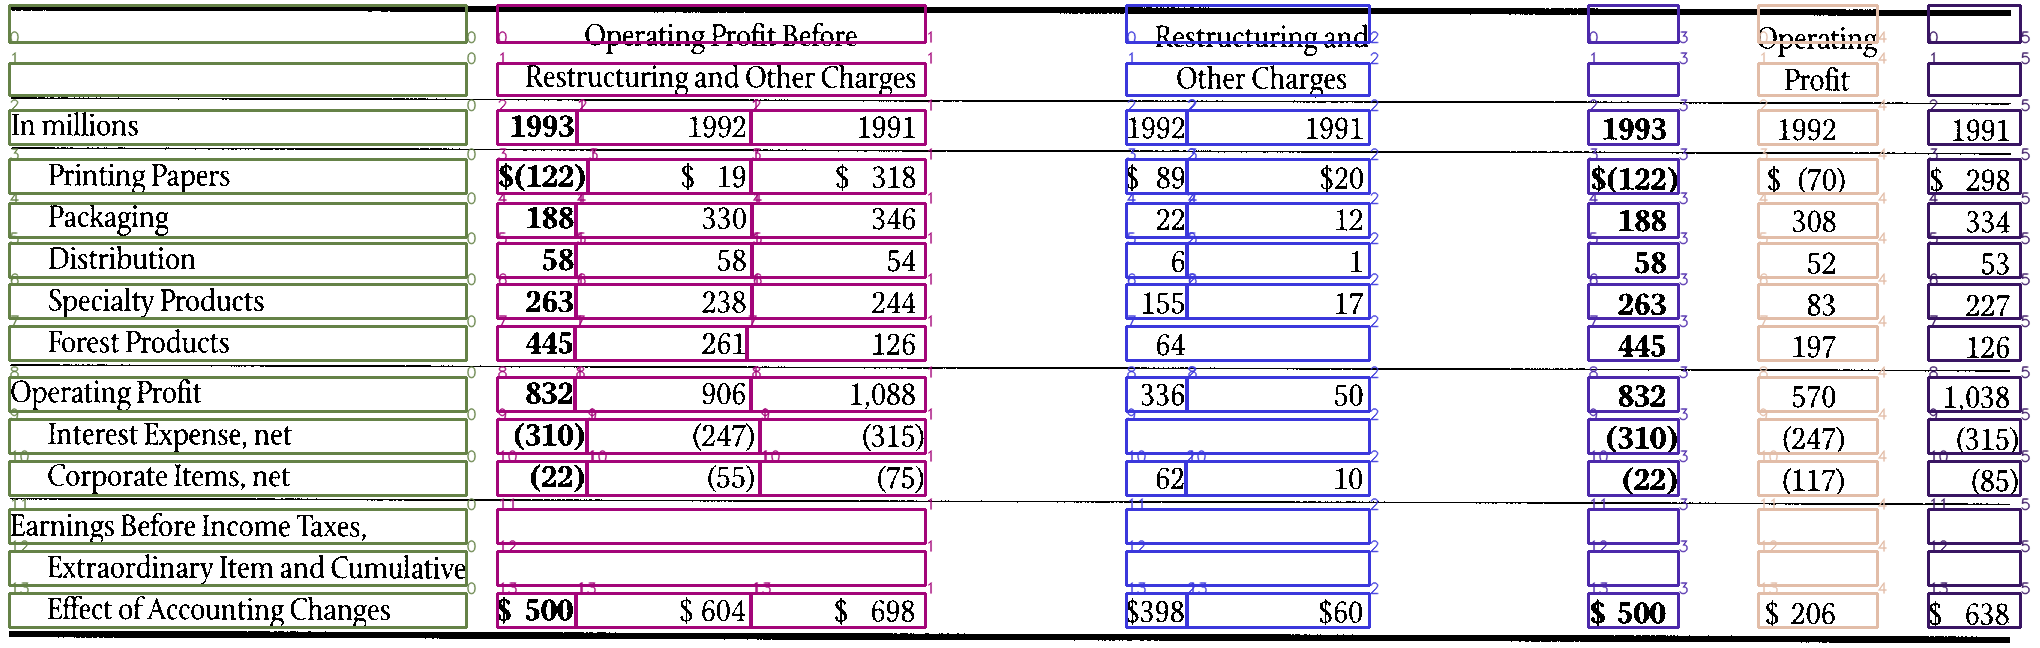 Operating Profit Before Restructuring and Operating
Restructuring and Other Charges Other Charges Profit
In millions 1993 1992 1991 1992 1991 1993 1992 1991
Printing Papers $(122) $ 19 $ 318 $ 89 $20 $(122) $ (70) $ 298
Packaging 188 330 346 22 12 188 308 334
Distribution 58 58 54 6 1 58 52 53
Specialty Products 263 238 244 155 17 263 83 227
Forest Products 445 261 126 64 445 197 126
Operating Profit 832 906 1,088 336 50 832 570 1,038
Interest Expense, net (310) (247) (315) (310) (247) (315)
Corporate Items, net (22) (55) (75) 62 10 (22) (117) (85)
Earnings Before Income Taxes,
Extraordinary Item and Cumulative
Effect of Accounting Changes $ 500 $ 604 $ 698 $398 $60 $ 500 $ 206 $ 638